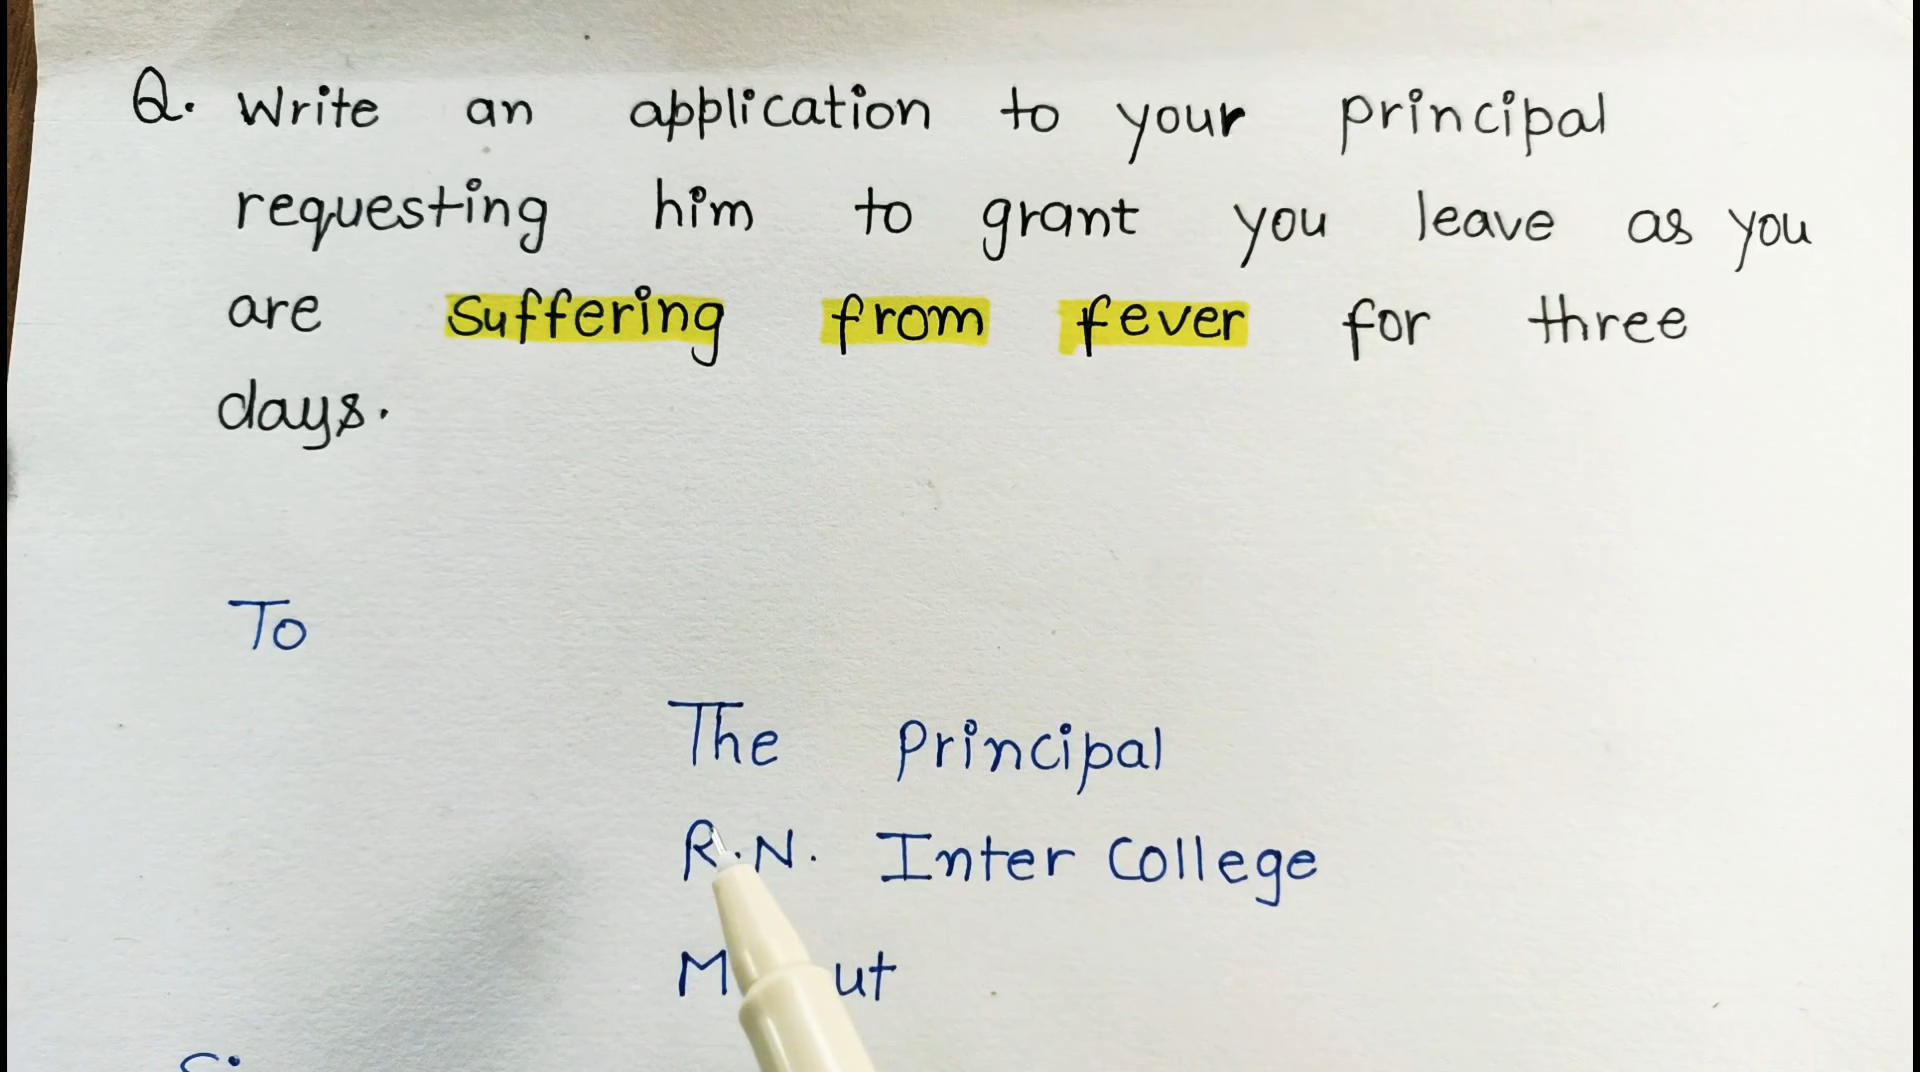 Q. Write an application to your principal
requesting him to grant you leave as you
are suffering from fever for three
days.
To
The Principal
R.N. Inter College